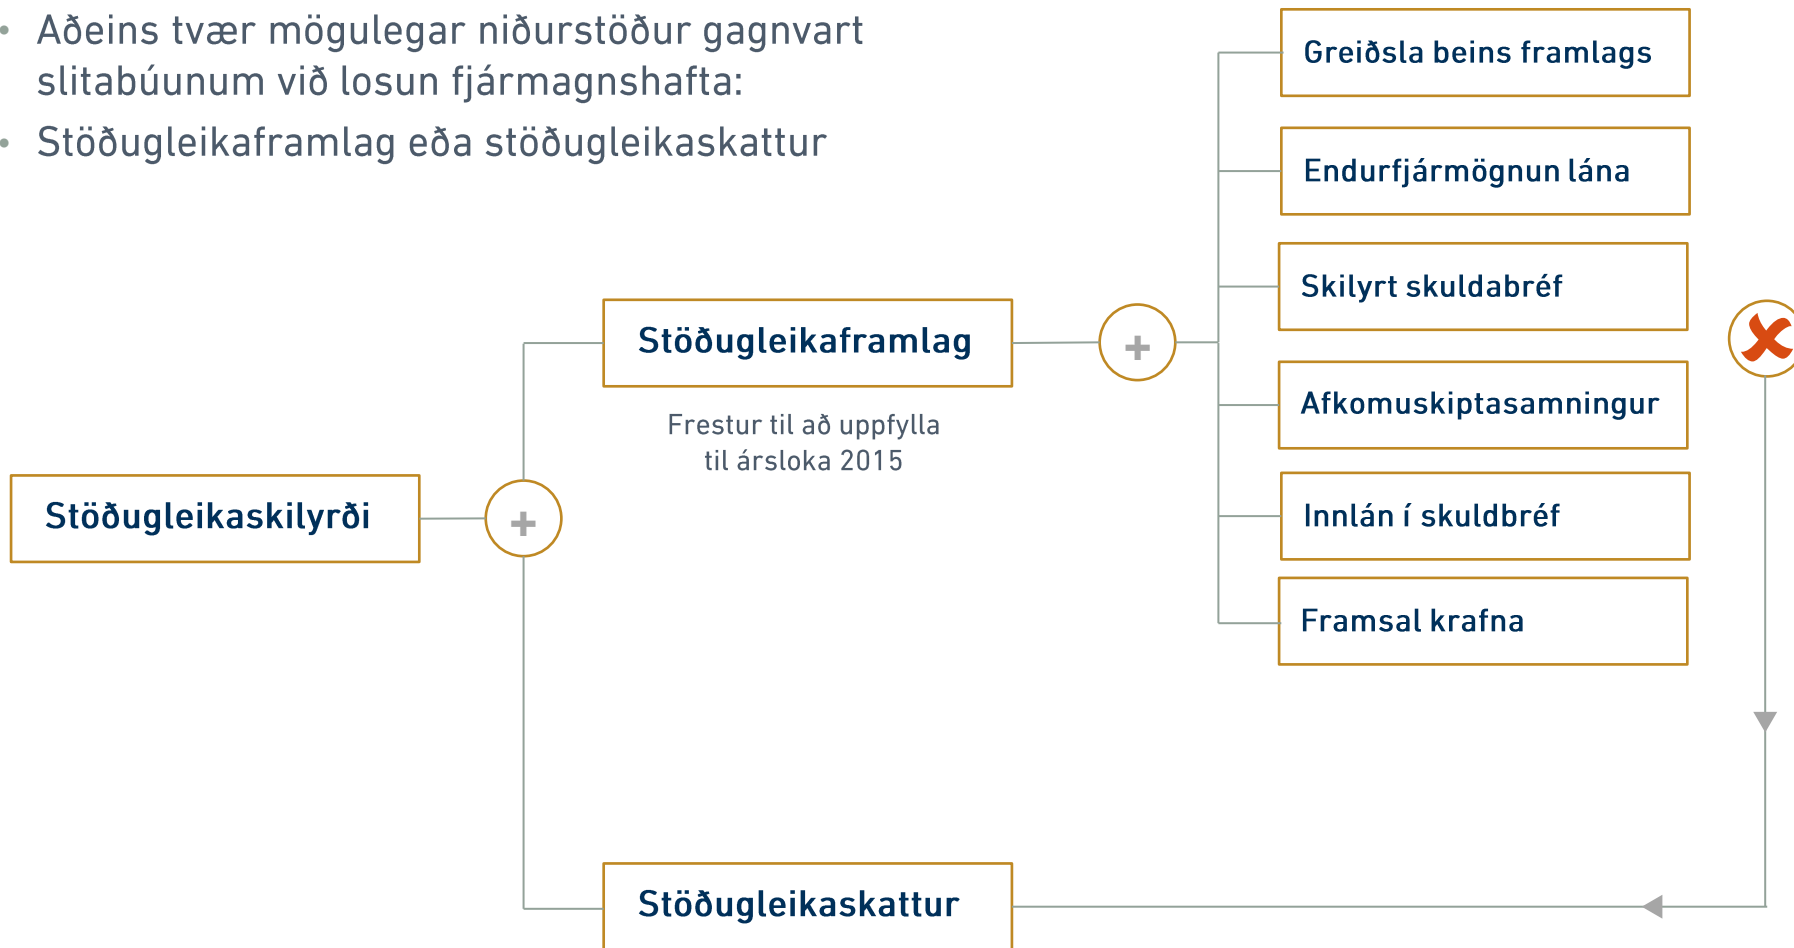 • Aðeins tvær mögulegar niðurstöður gagnvart
slitabúunum við losun fjármagnshafta:
• Stöðugleikaframlag eða stöðugleikaskattur
Greiðsla beins framlags
Endurfjármögnun lána
Skilyrt skuldabréf
Stöðugleikaframlag
+
Afkomuskiptasamningur
Frestur til að uppfylla
til ársloka 2015
Stöðugleikaskilyrði
+
Innlán í skuldbréf
Framsal krafna
Stöðugleikaskattur